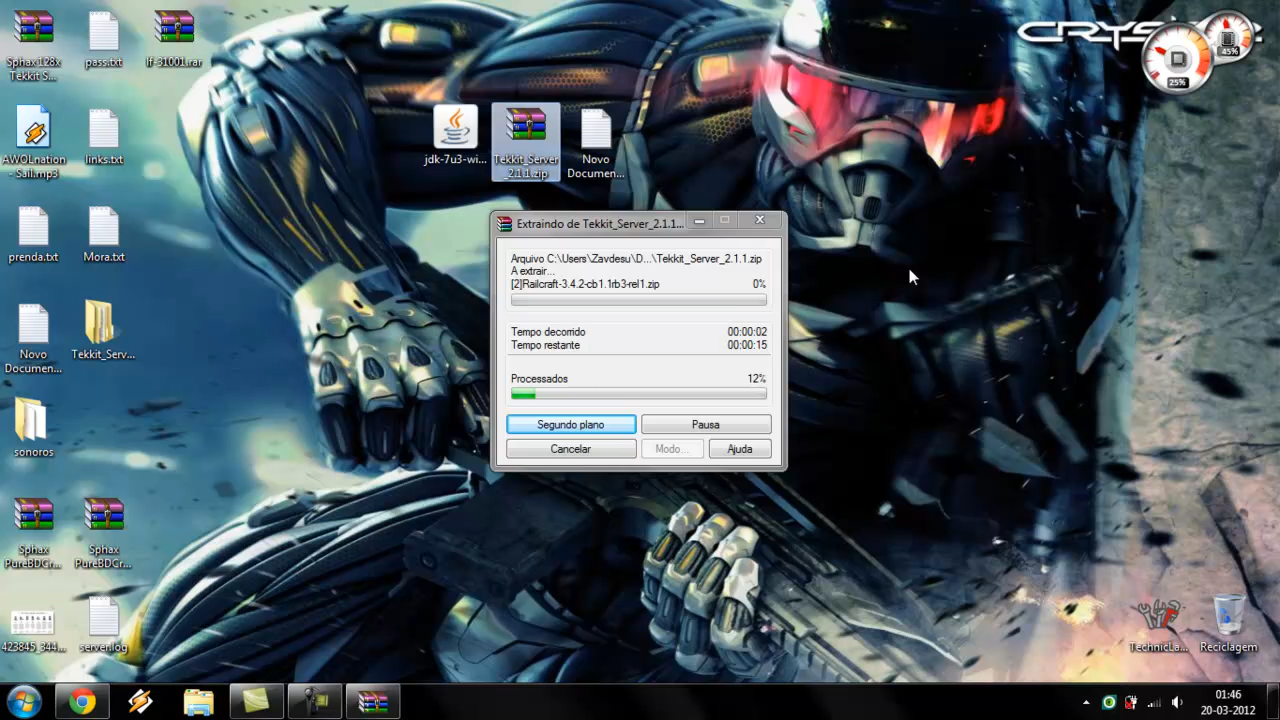 Sphax 128x
Tekkit S...
pass.txt
lf-31001.rar
CRYS
25%
45%
AWOLnation
- Sail.mp3
links.txt
jdk-7u3-wi...
Tekkit_Server
_2.1.1.zip
Novo
Documen...
prenda.txt
Mora.txt
Extraindo de Tekkit_Server_2.1.1...
Arquivo C:\Users\Zavdesu\D...\Tekkit_Server_2.1.1.zip
A extrair...
[2]Railcraft-3.4.2-cb1.1rb3-rel1.zip 0%
Tempo decorrido 00:00:02
Tempo restante 00:00:15
Processados 12%
Segundo plano
Pausa
Cancelar
Modo...
Ajuda
Novo
Documen...
Tekkit_Serv...
sonoros
Sphax
PureBDCr...
Sphax
PureBDCr...
423845_344...
server.log
TechnicLa...
Reciclagem
01:46
20-03-2012